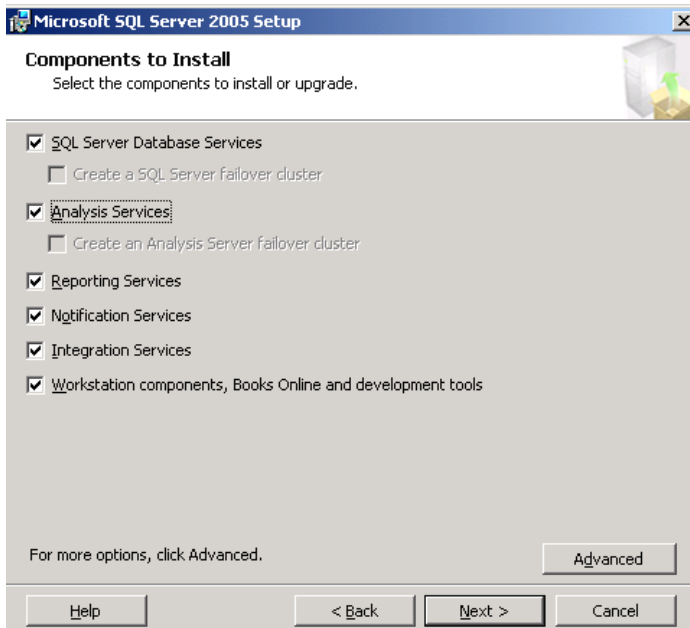 Microsoft SQL Server 2005 Setup
Components to Install
Select the components to install or upgrade.
SQL Server Database Services
Create a SQL Server failover cluster
Analysis Services
Create an Analysis Server failover cluster
Reporting Services
Notification Services
Integration Services
Workstation components, Books Online and development tools
For more options, click Advanced.
Advanced
Help
< Back
Next >
Cancel